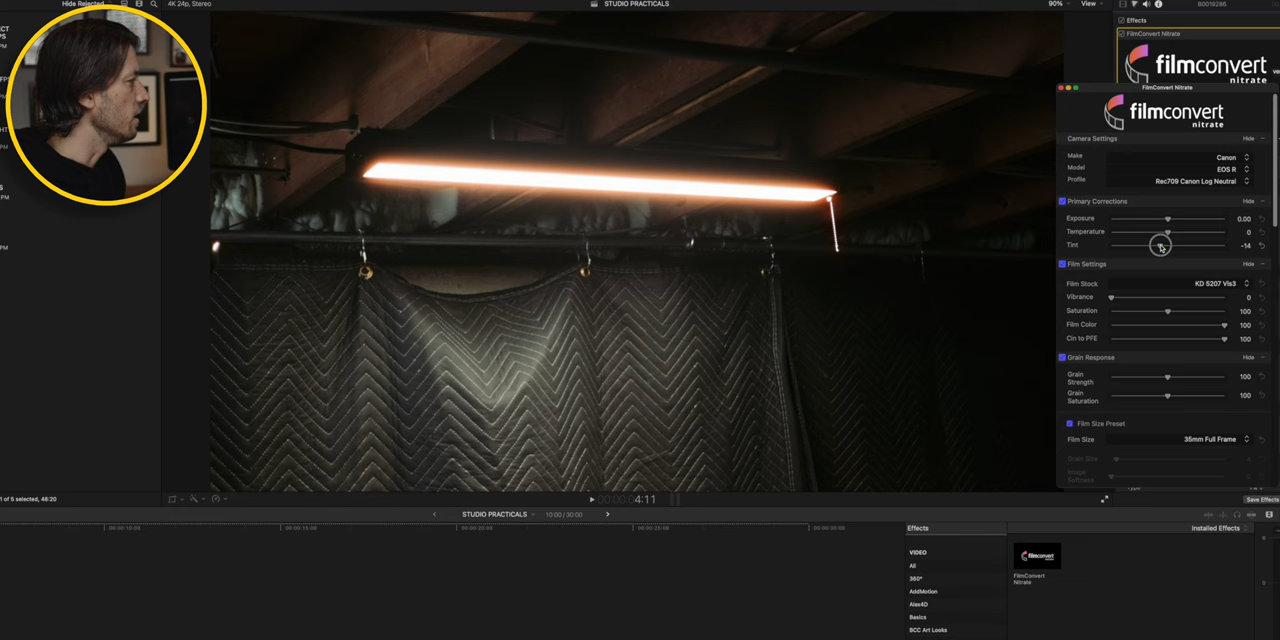 Hide Rejected
4K 24p, Stereo
STUDIO PRACTICALS
90%
View
B0019286
Effects
FilmConvert Nitrate
filmconvert
nitrate
FilmConvert Nitrate
filmconvert
nitrate
Camera Settings Hide
Make Canon
Model EOS R
Profile Rec709 Canon Log Neutral
Primary Corrections Hide
Exposure 0.00
Temperature 0
Tint -14
Film Settings Hide
Film Stock KD 5207 Vis3
Vibrance 0
Saturation 100
Film Color 100
Cin to PFE 100
Grain Response Hide
Grain Strength 100
Grain Saturation 100
Film Size Preset
Film Size 35mm Full Frame
Grain Size
Image Softness
Save Effects
1 of 5 selected, 48:20
4:11
STUDIO PRACTICALS 10:00 / 30:00
00:00:10:00 00:00:15:00 00:00:20:00 00:00:25:00 00:00:30:00
Effects
Installed Effects
VIDEO
All
360°
AddMotion
Alex4D
Basics
BCC Art Looks
filmconvert
FilmConvert
Nitrate